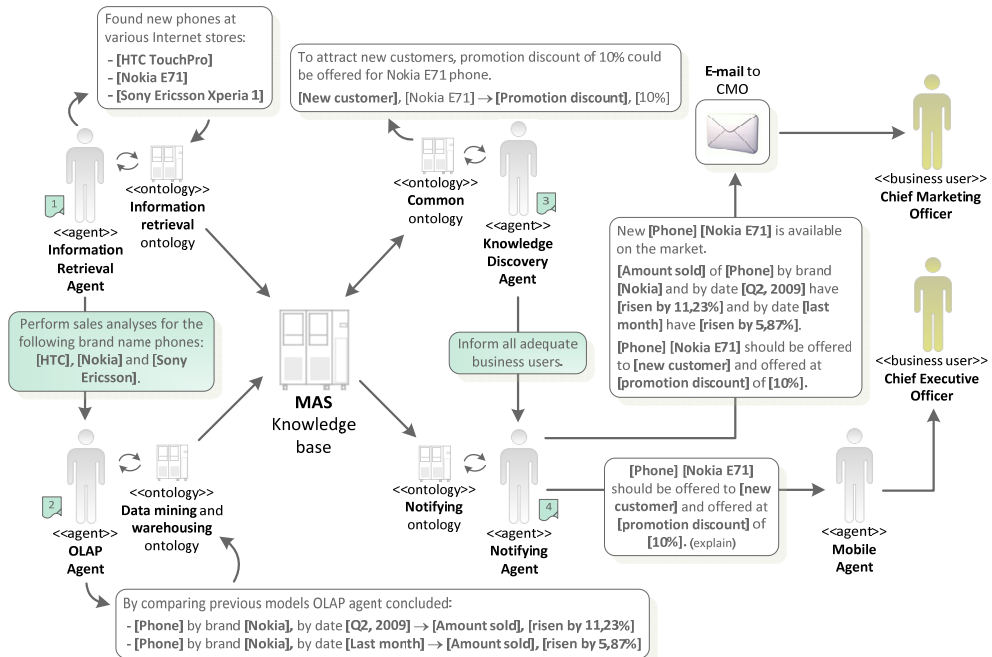 Found new phones at
various Internet stores:
- [HTC TouchPro]
- [Nokia E71]
- [Sony Ericsson Xperia 1]
To attract new customers, promotion discount of 10% could
be offered for Nokia E71 phone.
[New customer], [Nokia E71] → [Promotion discount], [10%]
E-mail to
CMO
<<business user>>
Chief Marketing
Officer
1
<<agent>>
Information
Retrieval
Agent
<<ontology>>
Information
retrieval
ontology
<<ontology>>
Common
ontology
3
<<agent>>
Knowledge
Discovery
Agent
New [Phone] [Nokia E71] is available
on the market.
[Amount sold] of [Phone] by brand
[Nokia] and by date [Q2, 2009] have
[risen by 11,23%] and by date [last
month] have [risen by 5,87%].
[Phone] [Nokia E71] should be offered
to [new customer] and offered at
[promotion discount] of [10%].
<<business user>>
Chief Executive
Officer
Perform sales analyses for the
following brand name phones:
[HTC], [Nokia] and [Sony
Ericsson].
MAS
Knowledge
base
Inform all adequate
business users.
2
<<agent>>
OLAP
Agent
<<ontology>>
Data mining and
warehousing
ontology
<<ontology>>
Notifying
ontology
4
<<agent>>
Notifying
Agent
[Phone] [Nokia E71]
should be offered to [new
customer] and offered at
[promotion discount] of
[10%]. (explain)
<<agent>>
Mobile
Agent
By comparing previous models OLAP agent concluded:
- [Phone] by brand [Nokia], by date [Q2, 2009] → [Amount sold], [risen by 11,23%]
- [Phone] by brand [Nokia], by date [Last month] → [Amount sold], [risen by 5,87%]